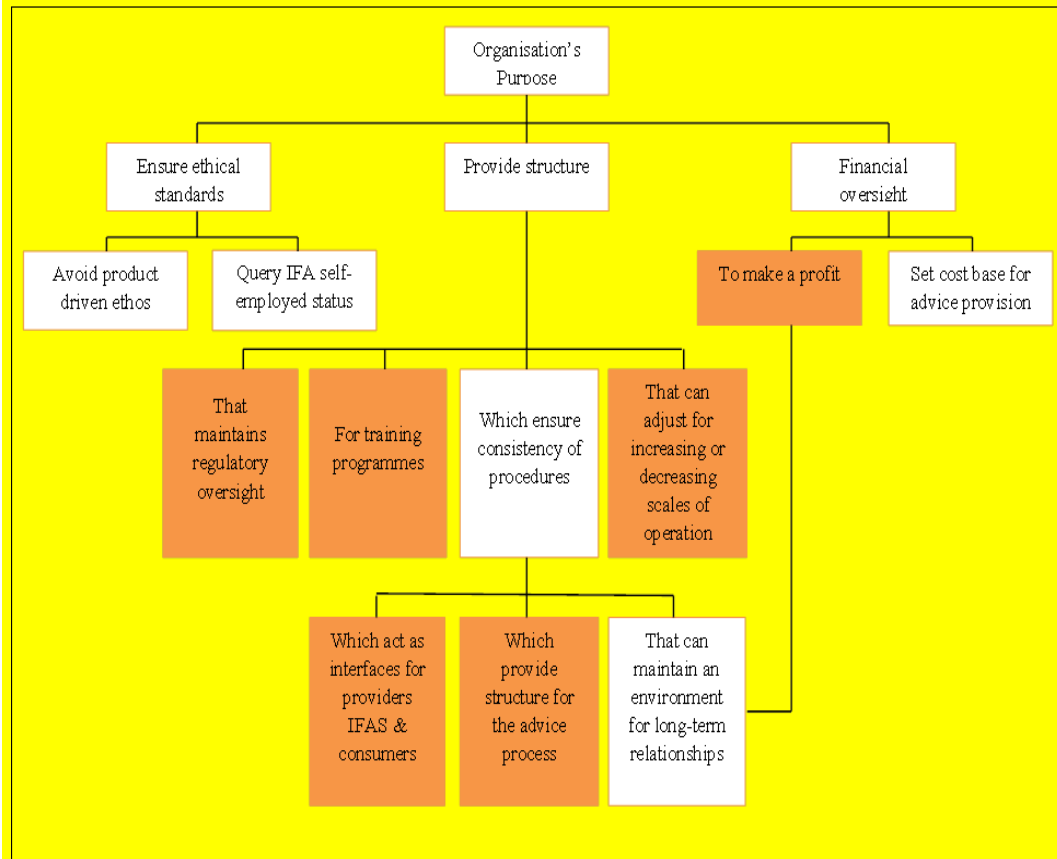 Organisation's
Purpose
Ensure ethical
standards
Provide structure
Financial
oversight
Avoid product
driven ethos
Query IFA self-
employed status
To make a profit
Set cost base for
advice provision
That
maintains
regulatory
oversight
For training
programmes
Which ensure
consistency of
procedures
That can
adjust for
increasing or
decreasing
scales of
operation
Which act as
interfaces for
providers
IFAS &
consumers
Which
provide
structure for
the advice
process
That can
maintain an
environment
for long-term
relationships